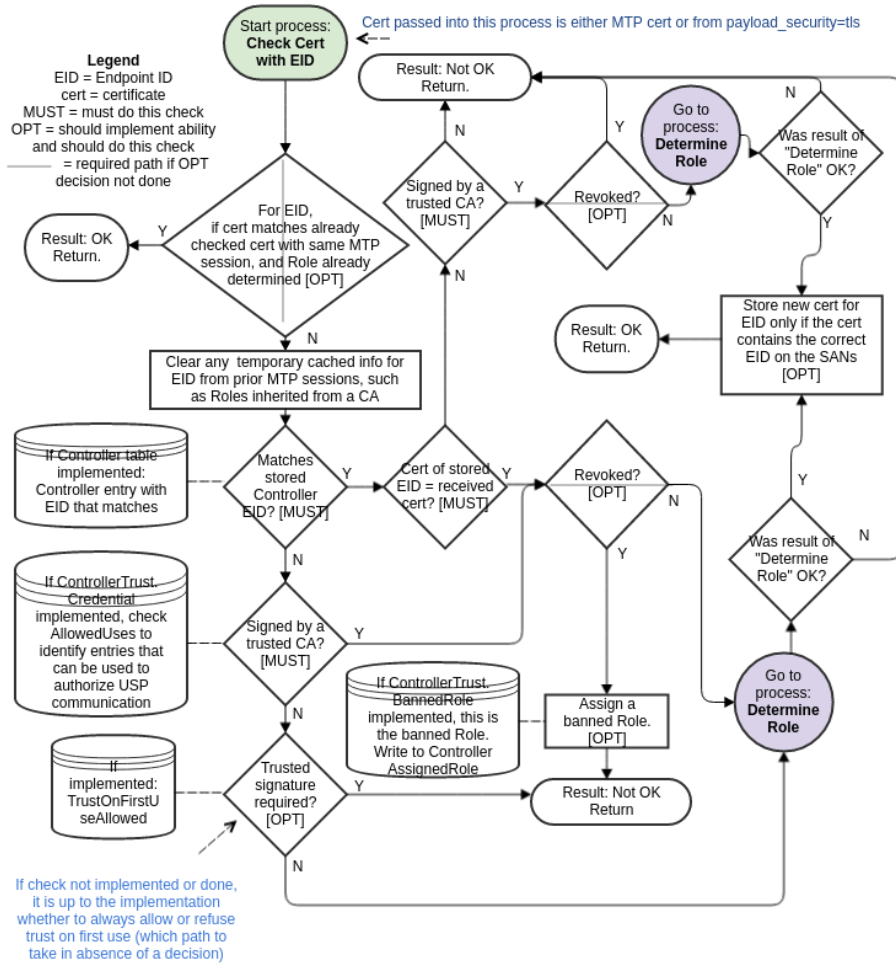 Start process:
Check Cert
with EID
Cert passed into this process is either MTP cert or from payload_security=tls
Legend
EID = Endpoint ID
cert = certificate
MUST = must do this check
OPT = should implement ability
and should do this check
= required path if OPT
decision not done
Result: Not OK
Return.
N
Go to
process:
Determine
Role
Was result of
"Determine
Role" OK?
Y
N
Signed by a
trusted CA?
[MUST]
Y
Revoked?
[OPT]
N
Y
For EID,
if cert matches already
checked cert with same MTP
session, and Role already
determined [OPT]
Y
Result: OK
Return.
N
N
Store new cert for
EID only if the cert
contains the correct
EID on the SANs
[OPT]
Result: OK
Return.
Clear any temporary cached info for
EID from prior MTP sessions, such
as Roles inherited from a CA
If Controller table
implemented:
Controller entry with
EID that matches
Matches
stored
Controller
EID? [MUST]
Y
Cert of stored
EID = received
cert? [MUST]
Y
Revoked?
[OPT]
N
Y
N
Y
Was result of
"Determine
Role" OK?
N
If ControllerTrust.
Credential
implemented, check
AllowedUses to
identify entries that
can be used to
authorize USP
communication
Signed by a
trusted CA?
[MUST]
Y
N
If ControllerTrust.
BannedRole
implemented, this is
the banned Role.
Write to Controller
AssignedRole
Assign a
banned Role.
[OPT]
Go to
process:
Determine
Role
If
implemented:
TrustOnFirstU
seAllowed
Trusted
signature
required?
[OPT]
Y
Result: Not OK
Return
N
If check not implemented or done,
it is up to the implementation
whether to always allow or refuse
trust on first use (which path to
take in absence of a decision)